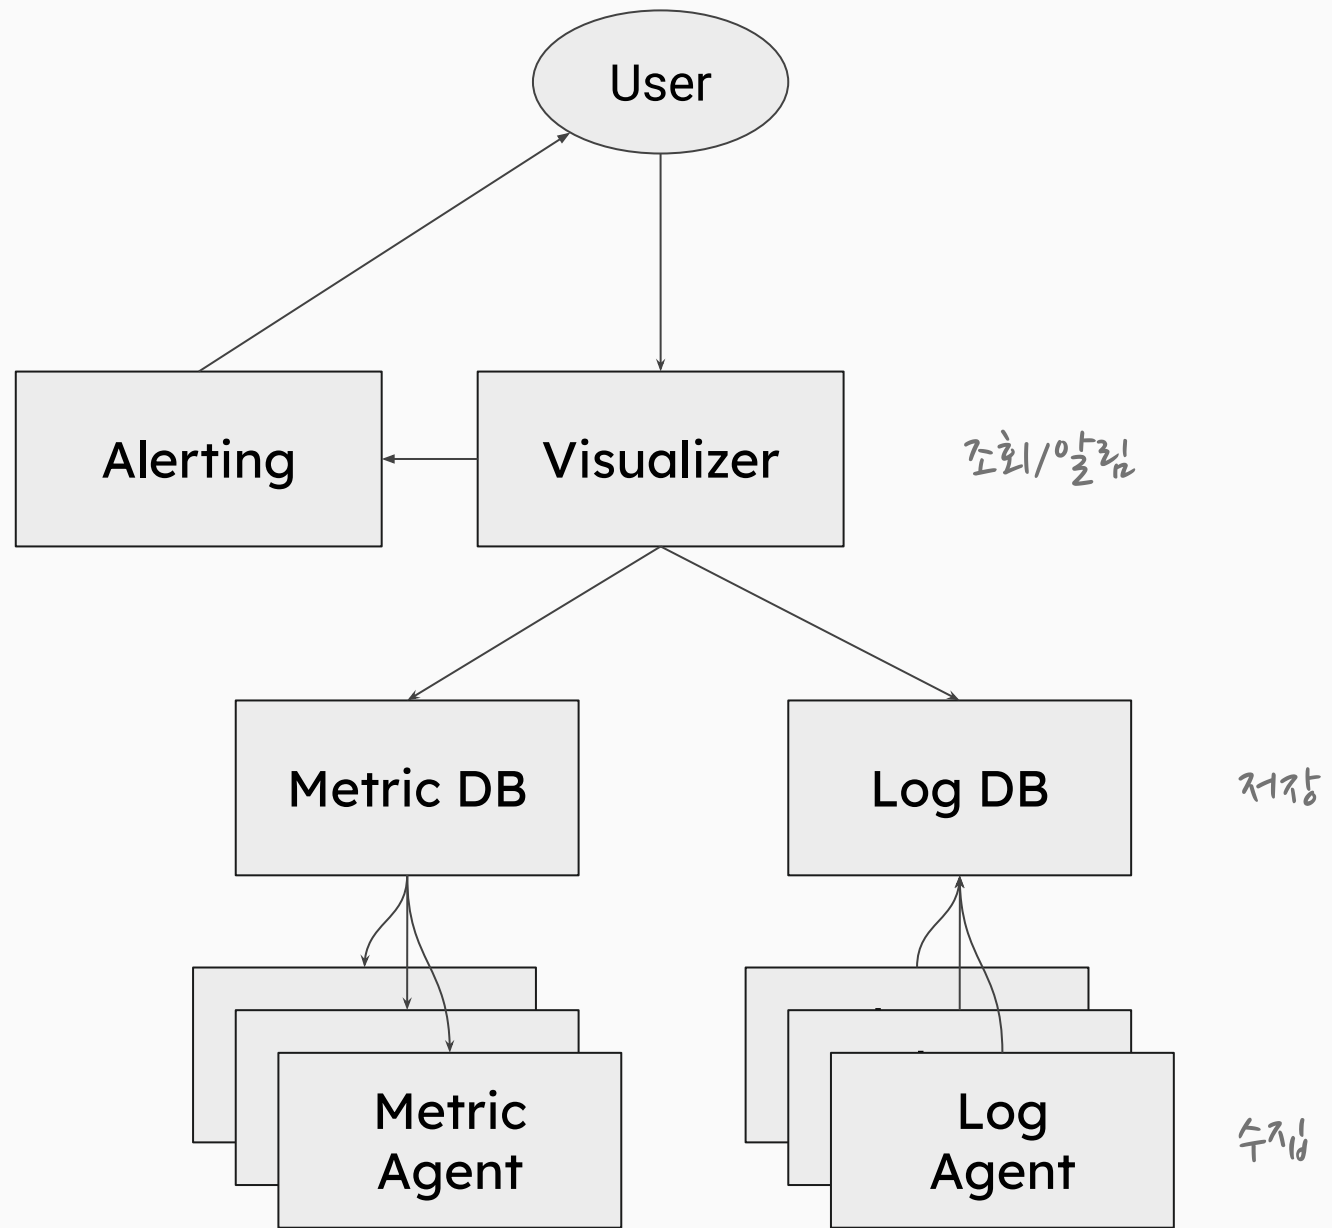 User
Alerting
Visualizer
조회/알림
Metric DB
Log DB
저장
Metric
Agent
Log
Agent
수집